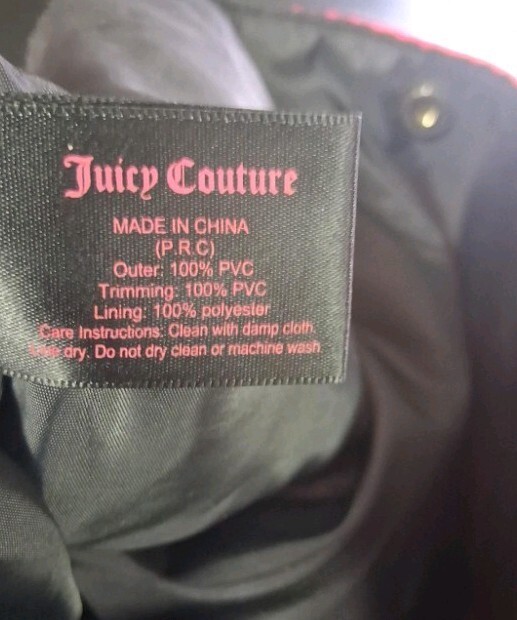 Juicy Couture
MADE IN CHINA
(P.R.C)
Outer: 100% PVC
Trimming: 100% PVC
Lining: 100% polyester
Care Instructions: Clean with damp cloth.
dry. Do not dry clean or machine wash